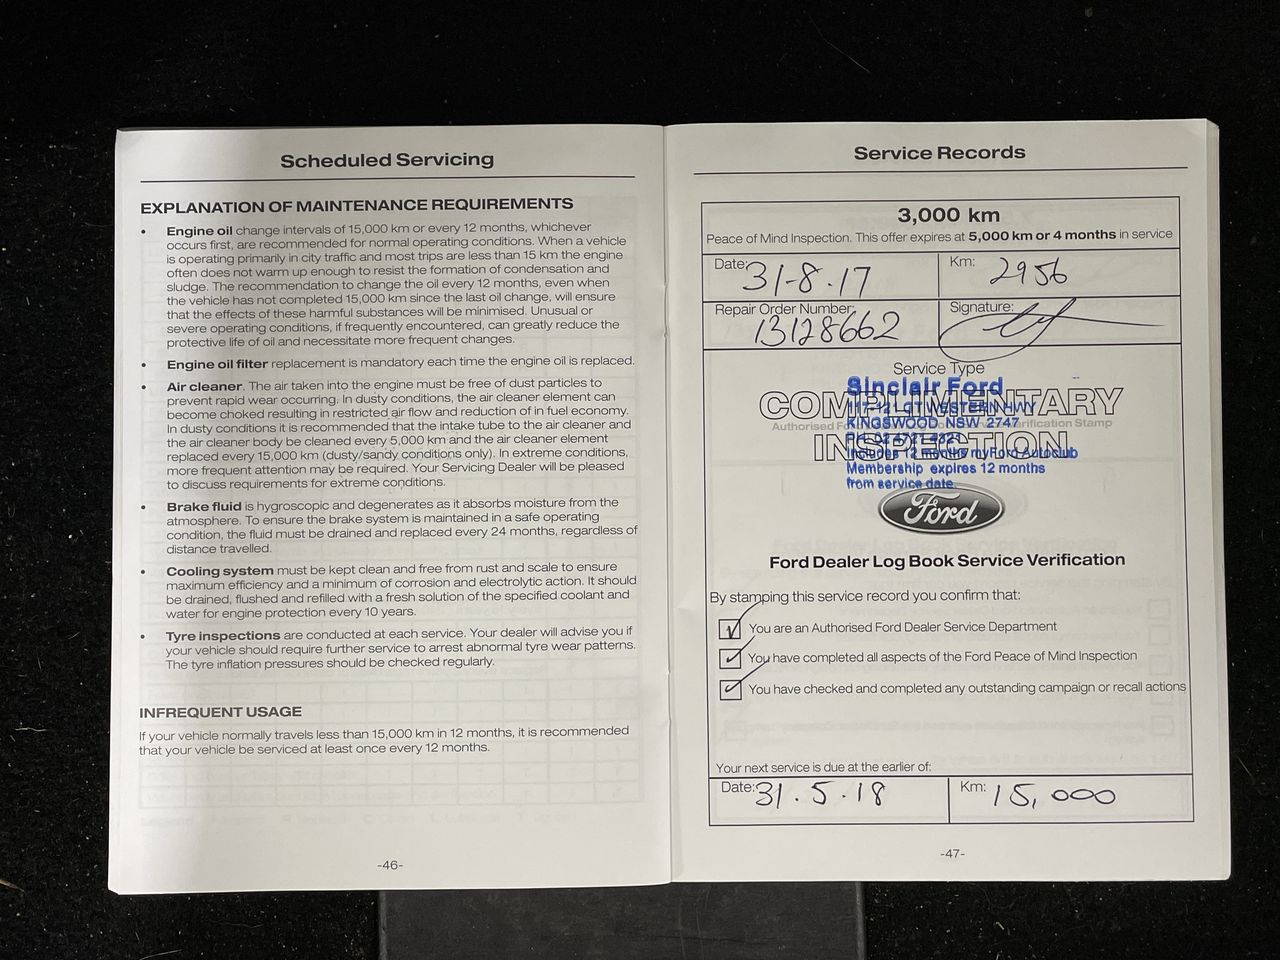 Scheduled Servicing
EXPLANATION OF MAINTENANCE REQUIREMENTS
• Engine oil change intervals of 15,000 km or every 12 months, whichever
occurs first, are recommended for normal operating conditions. When a vehicle
is operating primarily in city traffic and most trips are less than 15 km the engine
often does not warm up enough to resist the formation of condensation and
sludge. The recommendation to change the oil every 12 months, even when
the vehicle has not completed 15,000 km since the last oil change, will ensure
that the effects of these harmful substances will be minimised. Unusual or
severe operating conditions, if frequently encountered, can greatly reduce the
protective life of oil and necessitate more frequent changes.
• Engine oil filter replacement is mandatory each time the engine oil is replaced.
• Air cleaner. The air taken into the engine must be free of dust particles to
prevent rapid wear occurring. In dusty conditions, the air cleaner element can
become choked resulting in restricted air flow and reduction of in fuel economy.
In dusty conditions it is recommended that the intake tube to the air cleaner and
the air cleaner body be cleaned every 5,000 km and the air cleaner element
replaced every 15,000 km (dusty/sandy conditions only). In extreme conditions,
more frequent attention may be required. Your Servicing Dealer will be pleased
to discuss requirements for extreme conditions.
• Brake fluid is hygroscopic and degenerates as it absorbs moisture from the
atmosphere. To ensure the brake system is maintained in a safe operating
condition, the fluid must be drained and replaced every 24 months, regardless of
distance travelled.
• Cooling system must be kept clean and free from rust and scale to ensure
maximum efficiency and a minimum of corrosion and electrolytic action. It should
be drained, flushed and refilled with a fresh solution of the specified coolant and
water for engine protection every 10 years.
• Tyre inspections are conducted at each service. Your dealer will advise you if
your vehicle should require further service to arrest abnormal tyre wear patterns.
The tyre inflation pressures should be checked regularly.
INFREQUENT USAGE
If your vehicle normally travels less than 15,000 km in 12 months, it is recommended
that your vehicle be serviced at least once every 12 months.
-46-
Service Records
3,000 km
Peace of Mind Inspection. This offer expires at 5,000 km or 4 months in service
Date: 31-8.17 Km: 2956
Repair Order Number: 13128662 Signature:
Service Type
COMPLIMENTARY
INSPECTION
Sinclair Ford
117-121 GT WESTERN HWY
KINGSWOOD NSW 2747
Includes 12 months myFord Autoclub
Membership expires 12 months
from service date.
Ford
Ford Dealer Log Book Service Verification
By stamping this service record you confirm that:
You are an Authorised Ford Dealer Service Department
You have completed all aspects of the Ford Peace of Mind Inspection
You have checked and completed any outstanding campaign or recall actions
Your next service is due at the earlier of:
Date: 31.5.18 Km: 15,000
-47-